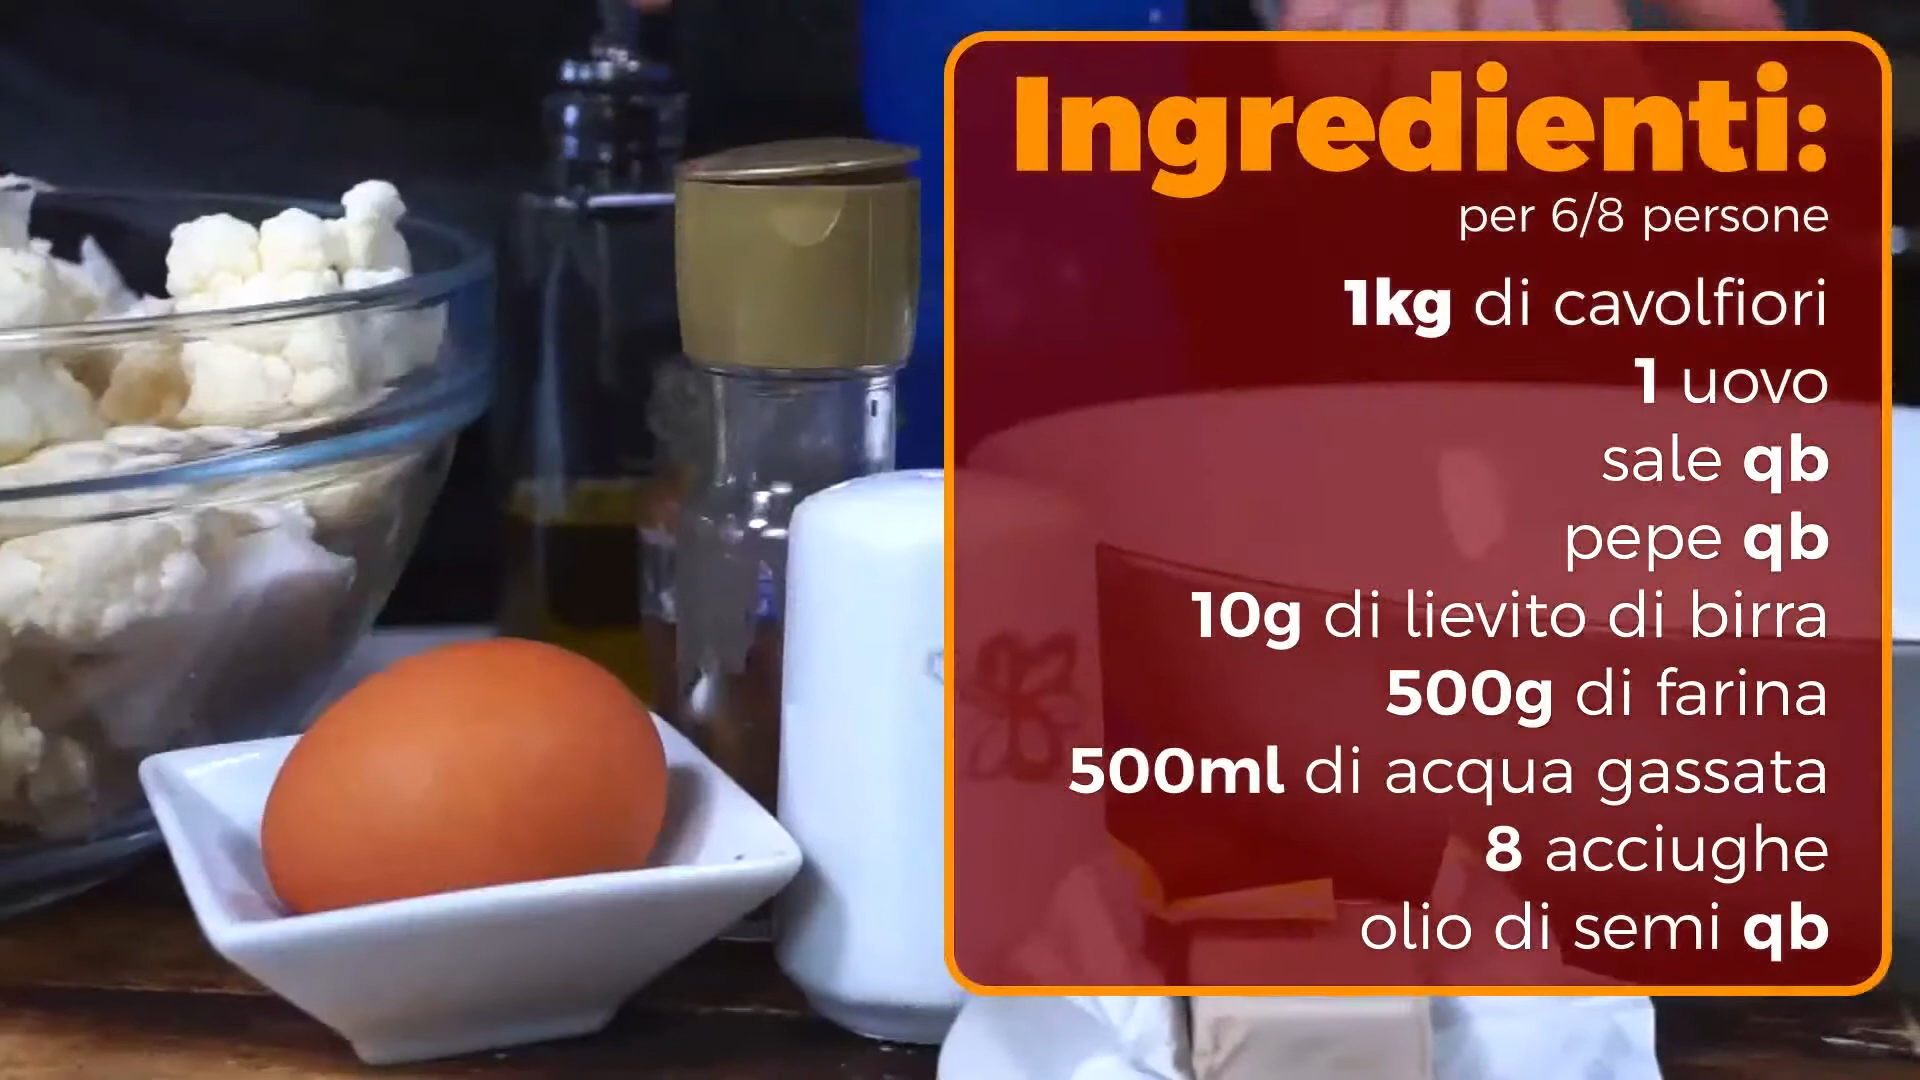 Ingredienti:
per 6/8 persone
1kg di cavolfiori
1 uovo
sale qb
pepe qb
10g di lievito di birra
500g di farina
500ml di acqua gassata
8 acciughe
olio di semi qb